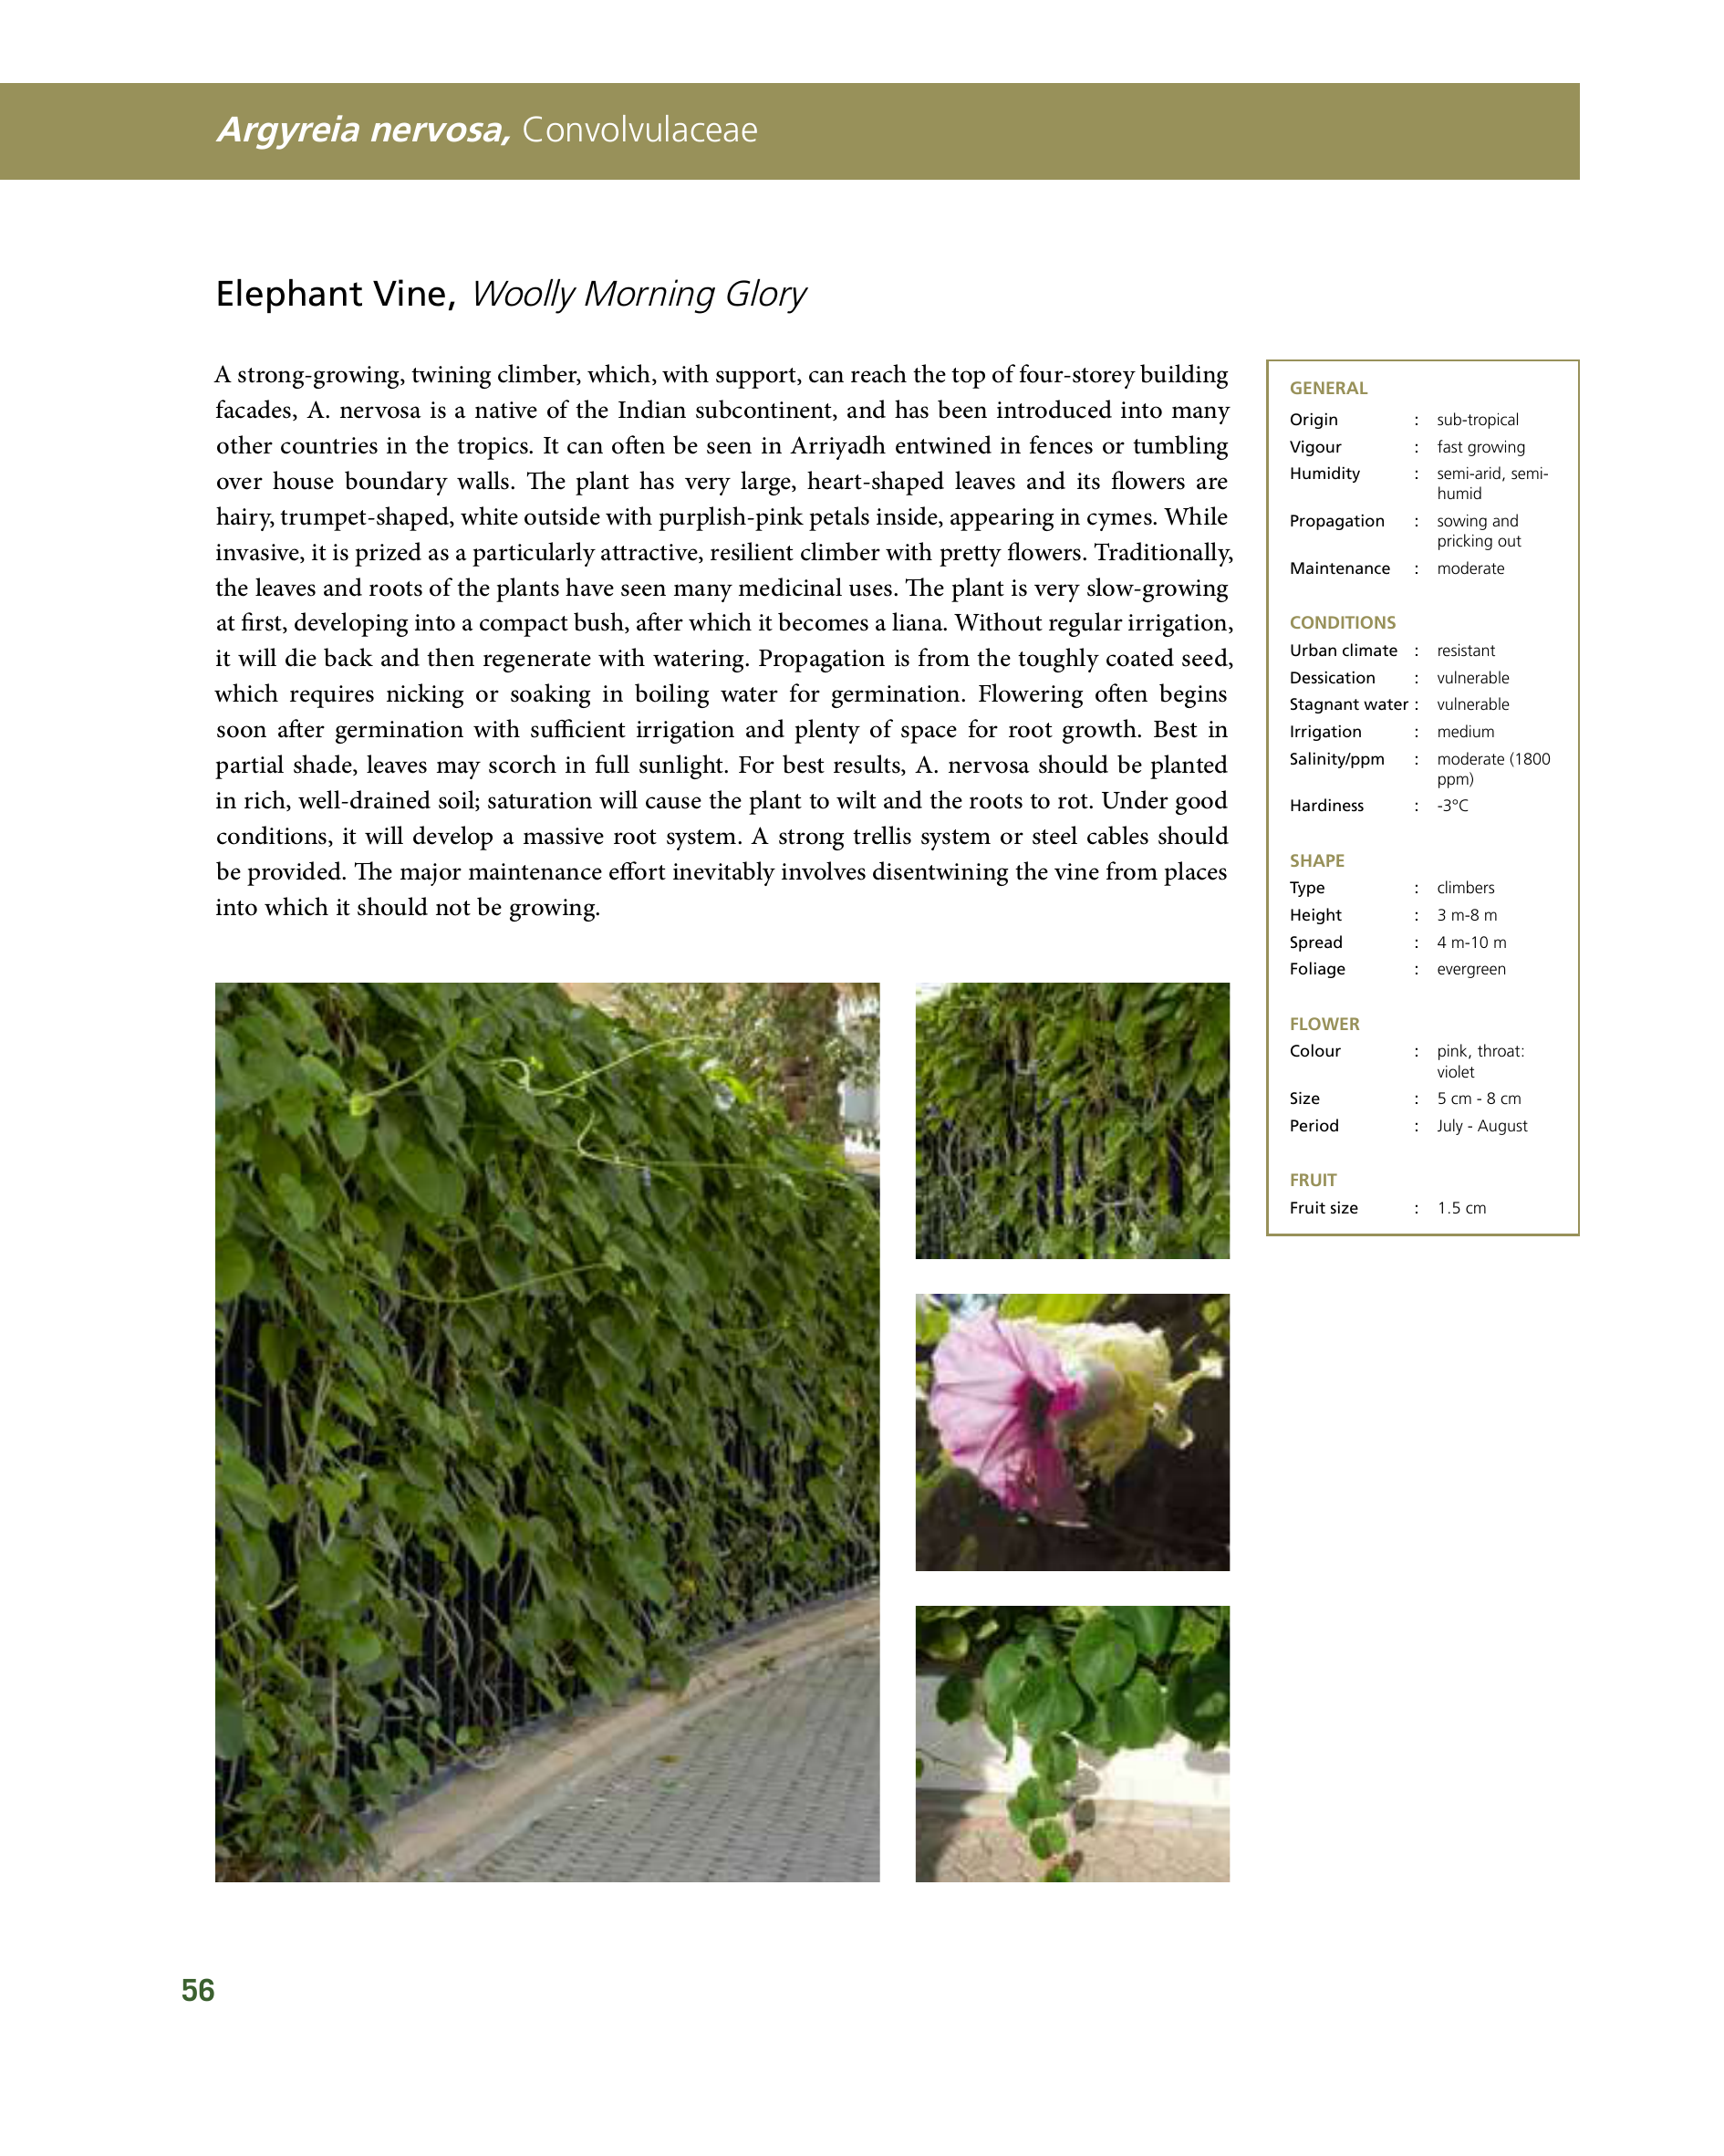 Argyreia nervosa, Convolvulaceae
Elephant Vine, Woolly Morning Glory
A strong-growing, twining climber, which, with support, can reach the top of four-storey building
facades, A. nervosa is a native of the Indian subcontinent, and has been introduced into many
other countries in the tropics. It can often be seen in Arriyadh entwined in fences or tumbling
over house boundary walls. The plant has very large, heart-shaped leaves and its flowers are
hairy, trumpet-shaped, white outside with purplish-pink petals inside, appearing in cymes. While
invasive, it is prized as a particularly attractive, resilient climber with pretty flowers. Traditionally,
the leaves and roots of the plants have seen many medicinal uses. The plant is very slow-growing
at first, developing into a compact bush, after which it becomes a liana. Without regular irrigation,
it will die back and then regenerate with watering. Propagation is from the toughly coated seed,
which requires nicking or soaking in boiling water for germination. Flowering often begins
soon after germination with sufficient irrigation and plenty of space for root growth. Best in
partial shade, leaves may scorch in full sunlight. For best results, A. nervosa should be planted
in rich, well-drained soil; saturation will cause the plant to wilt and the roots to rot. Under good
conditions, it will develop a massive root system. A strong trellis system or steel cables should
be provided. The major maintenance effort inevitably involves disentwining the vine from places
into which it should not be growing.
GENERAL
Origin : sub-tropical
Vigour : fast growing
Humidity : semi-arid, semi-
humid
Propagation : sowing and
pricking out
Maintenance : moderate
CONDITIONS
Urban climate : resistant
Dessication : vulnerable
Stagnant water : vulnerable
Irrigation : medium
Salinity/ppm : moderate (1800
ppm)
Hardiness : -3°C
SHAPE
Type : climbers
Height : 3 m-8 m
Spread : 4 m-10 m
Foliage : evergreen
FLOWER
Colour : pink, throat:
violet
Size : 5 cm - 8 cm
Period : July - August
FRUIT
Fruit size : 1.5 cm
56